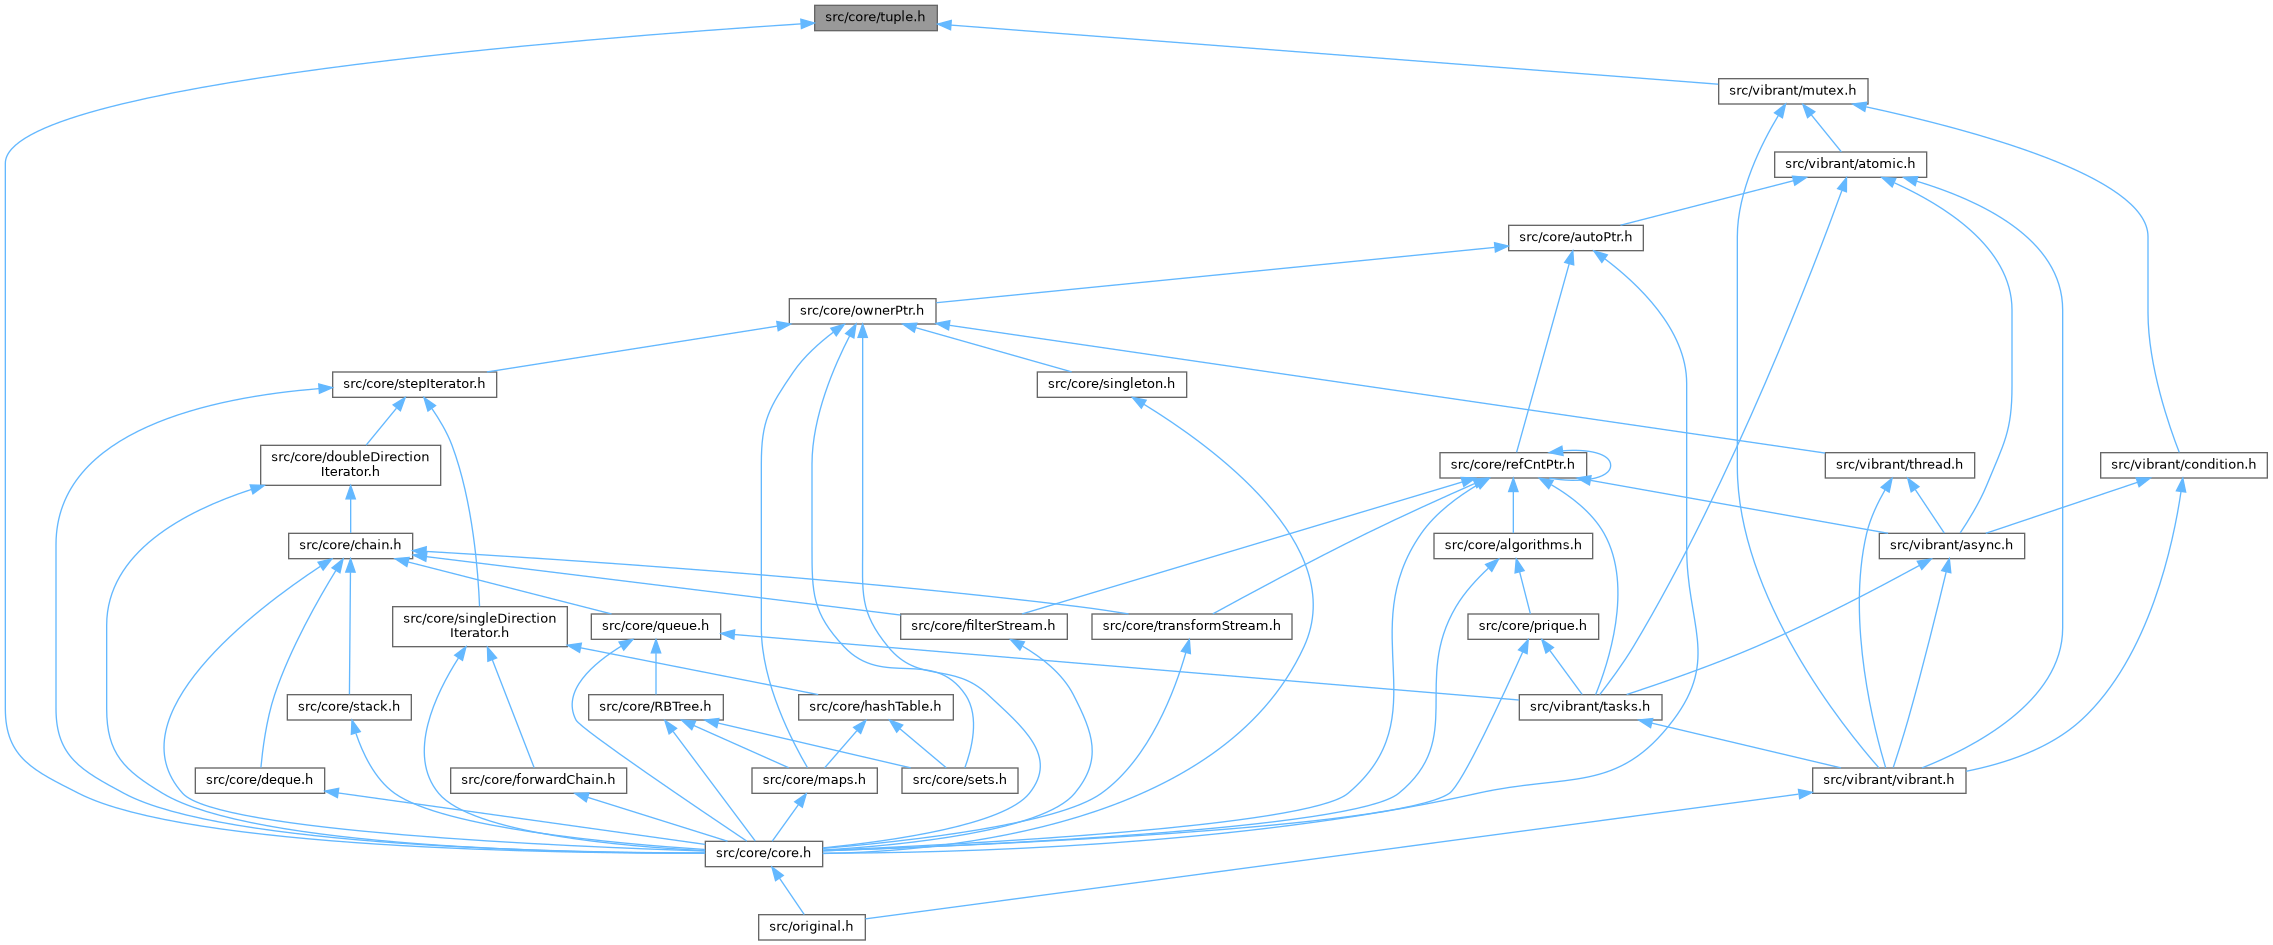 src/core/tuple.h
src/vibrant/mutex.h
src/vibrant/atomic.h
src/core/autoPtr.h
src/core/ownerPtr.h
src/core/stepIterator.h
src/core/singleton.h
src/core/doubleDirection
Iterator.h
src/core/refCntPtr.h
src/vibrant/thread.h
src/vibrant/condition.h
src/core/chain.h
src/core/algorithms.h
src/vibrant/async.h
src/core/singleDirection
Iterator.h
src/core/queue.h
src/core/filterStream.h
src/core/transformStream.h
src/core/prique.h
src/core/stack.h
src/core/RBTree.h
src/core/hashTable.h
src/vibrant/tasks.h
src/core/deque.h
src/core/forwardChain.h
src/core/maps.h
src/core/sets.h
src/vibrant/vibrant.h
src/core/core.h
src/original.h